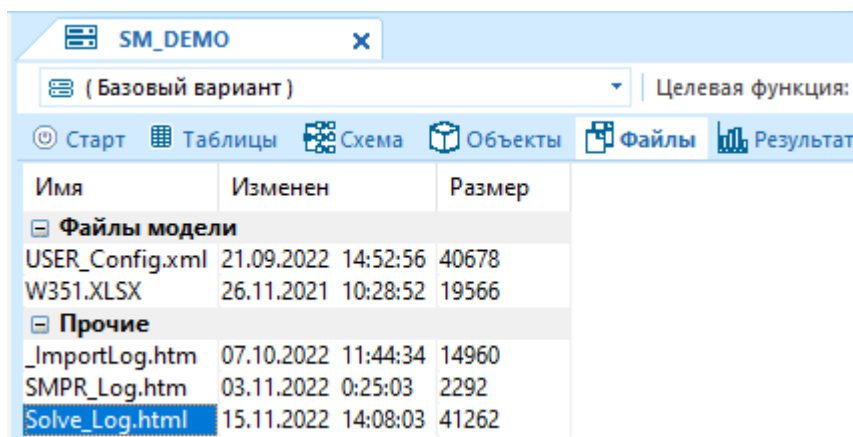 SM_DEMO
( Базовый вариант ) Целевая функция:
Старт Таблицы Схема Объекты Файлы Результат
Имя Изменен Размер
Файлы модели
USER_Config.xml 21.09.2022 14:52:56 40678
W351.XLSX 26.11.2021 10:28:52 19566
Прочие
_ImportLog.htm 07.10.2022 11:44:34 14960
SMPR_Log.htm 03.11.2022 0:25:03 2292
Solve_Log.html 15.11.2022 14:08:03 41262